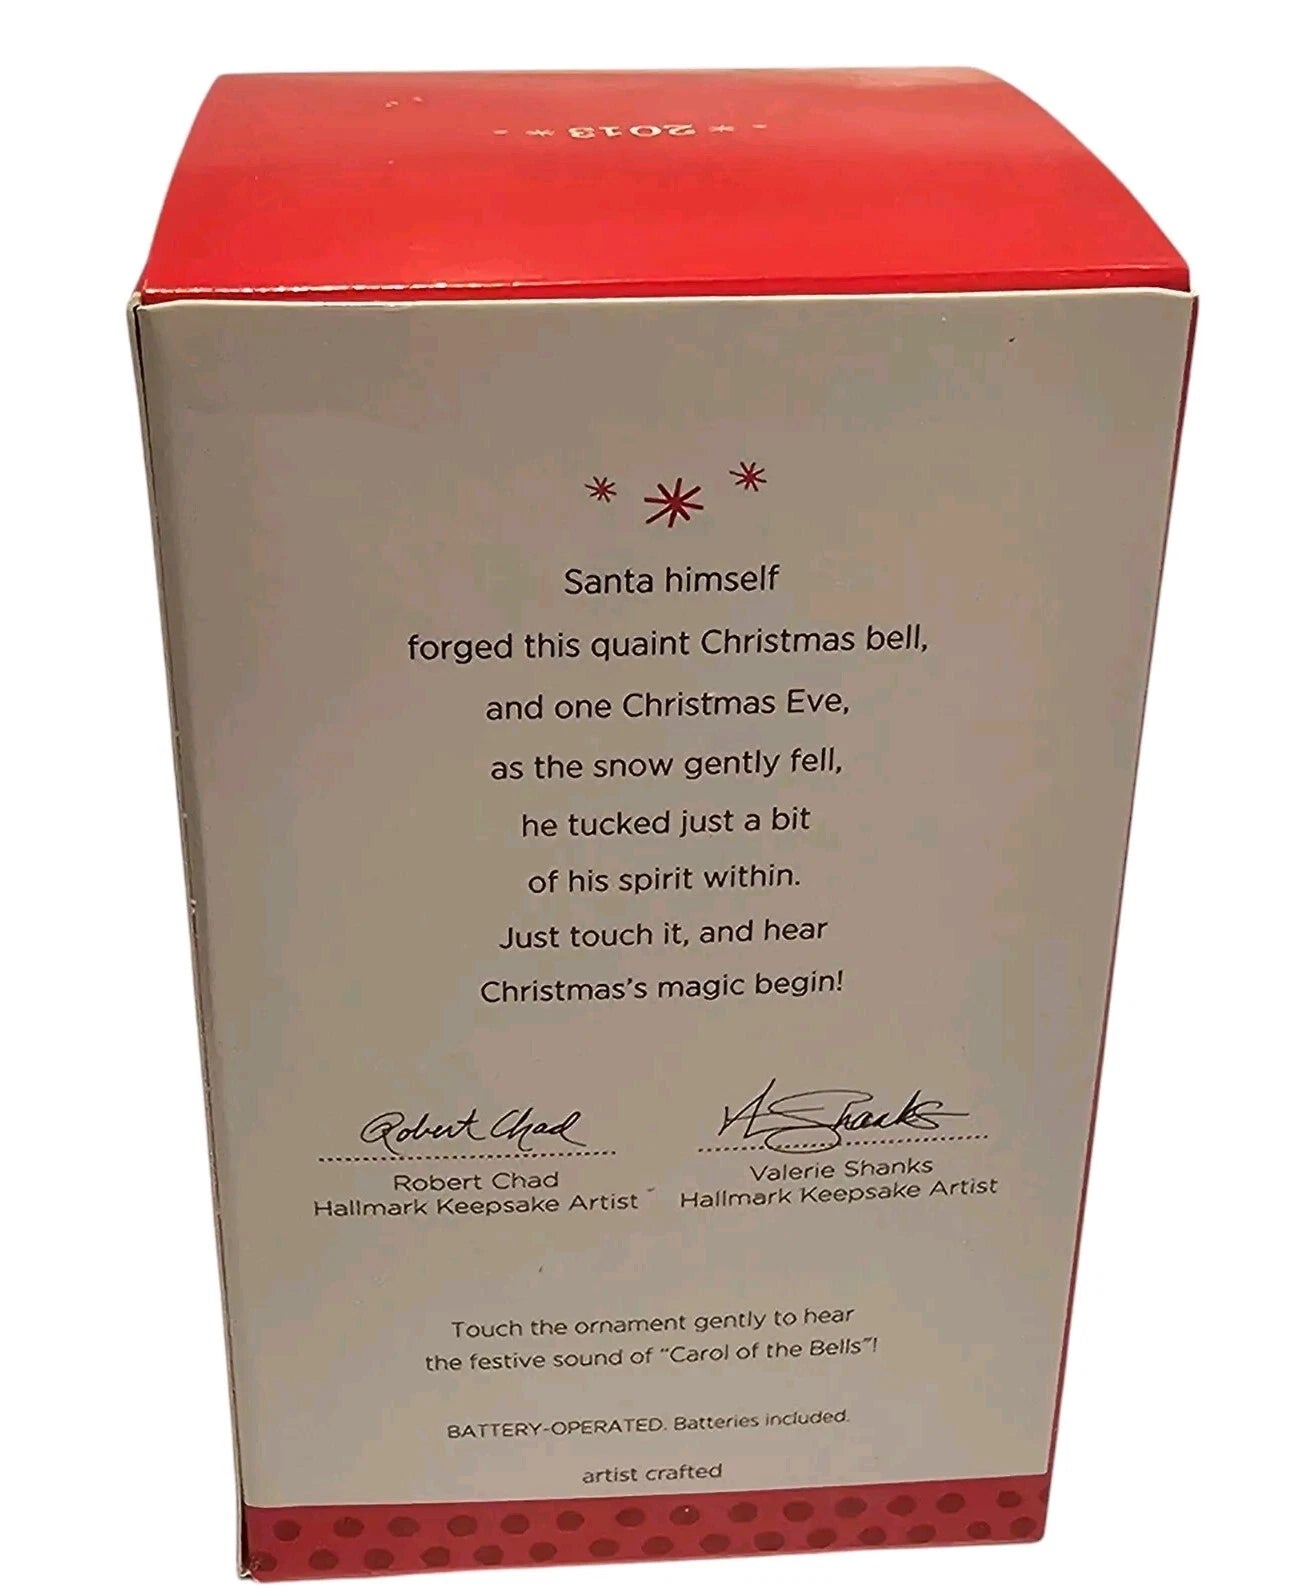 * 2013 *
Santa himself
forged this quaint Christmas bell,
and one Christmas Eve,
as the snow gently fell,
he tucked just a bit
of his spirit within.
Just touch it, and hear
Christmas's magic begin!
Robert Chad
V Shanks
Robert Chad
Hallmark Keepsake Artist
Valerie Shanks
Hallmark Keepsake Artist
Touch the ornament gently to hear
the festive sound of "Carol of the Bells"!
BATTERY-OPERATED. Batteries included.
artist crafted